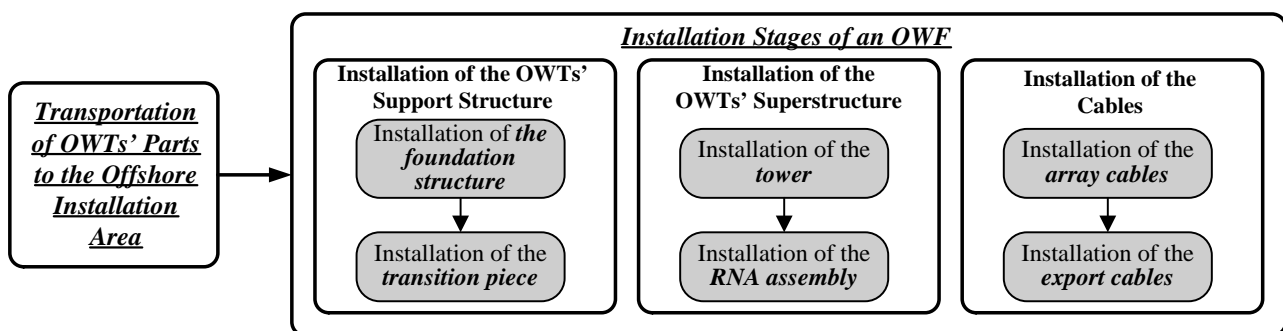 Transportation
of OWTs' Parts
to the Offshore
Installation
Area
Installation Stages of an OWF
Installation of the OWTs'
Support Structure
Installation of the
foundation
structure
Installation of the
transition piece
Installation of the
OWTs' Superstructure
Installation of the
tower
Installation of the
RNA assembly
Installation of the
Cables
Installation of the
array cables
Installation of the
export cables